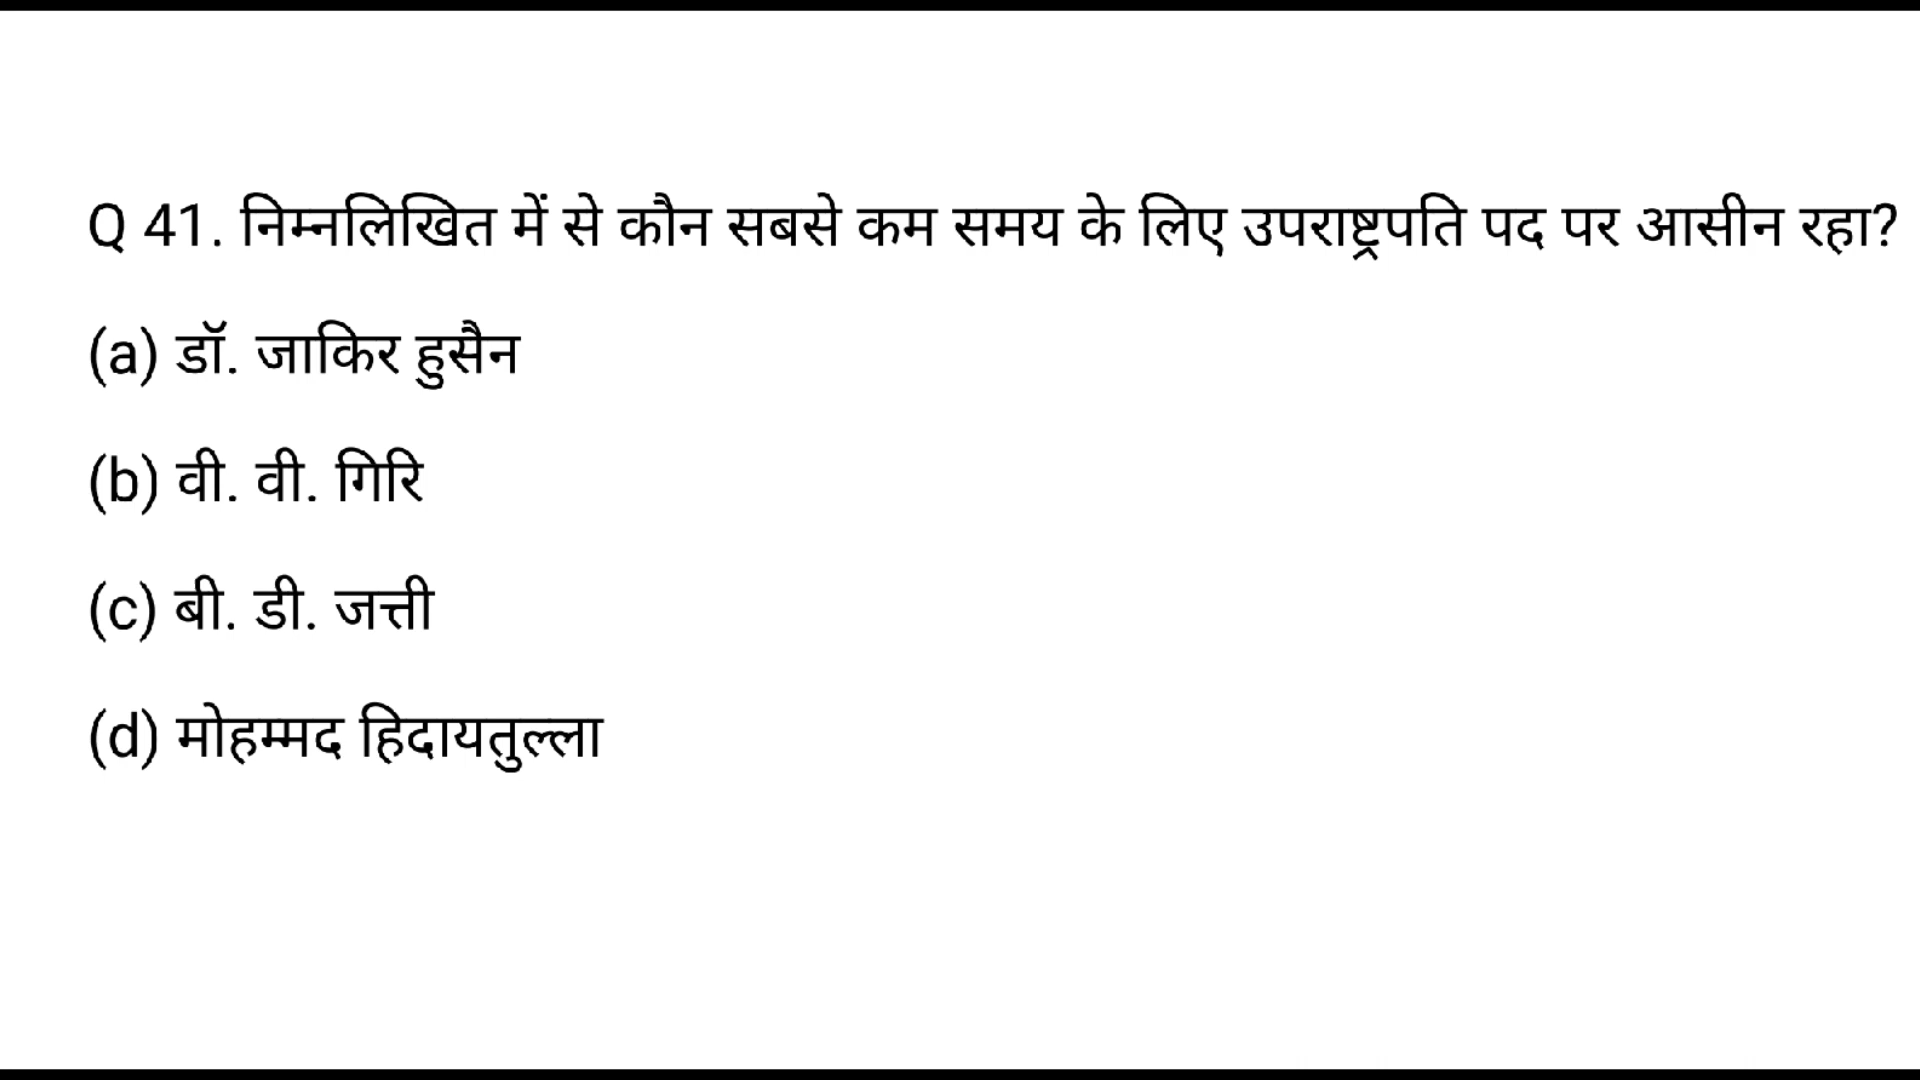 Q 41. निम्नलिखित में से कौन सबसे कम समय के लिए उपराष्ट्रपति पद पर आसीन रहा?
(a) डॉ. जाकिर हुसैन
(b) वी. वी. गिरि
(c) बी. डी. जत्ती
(d) मोहम्मद हिदायतुल्ला